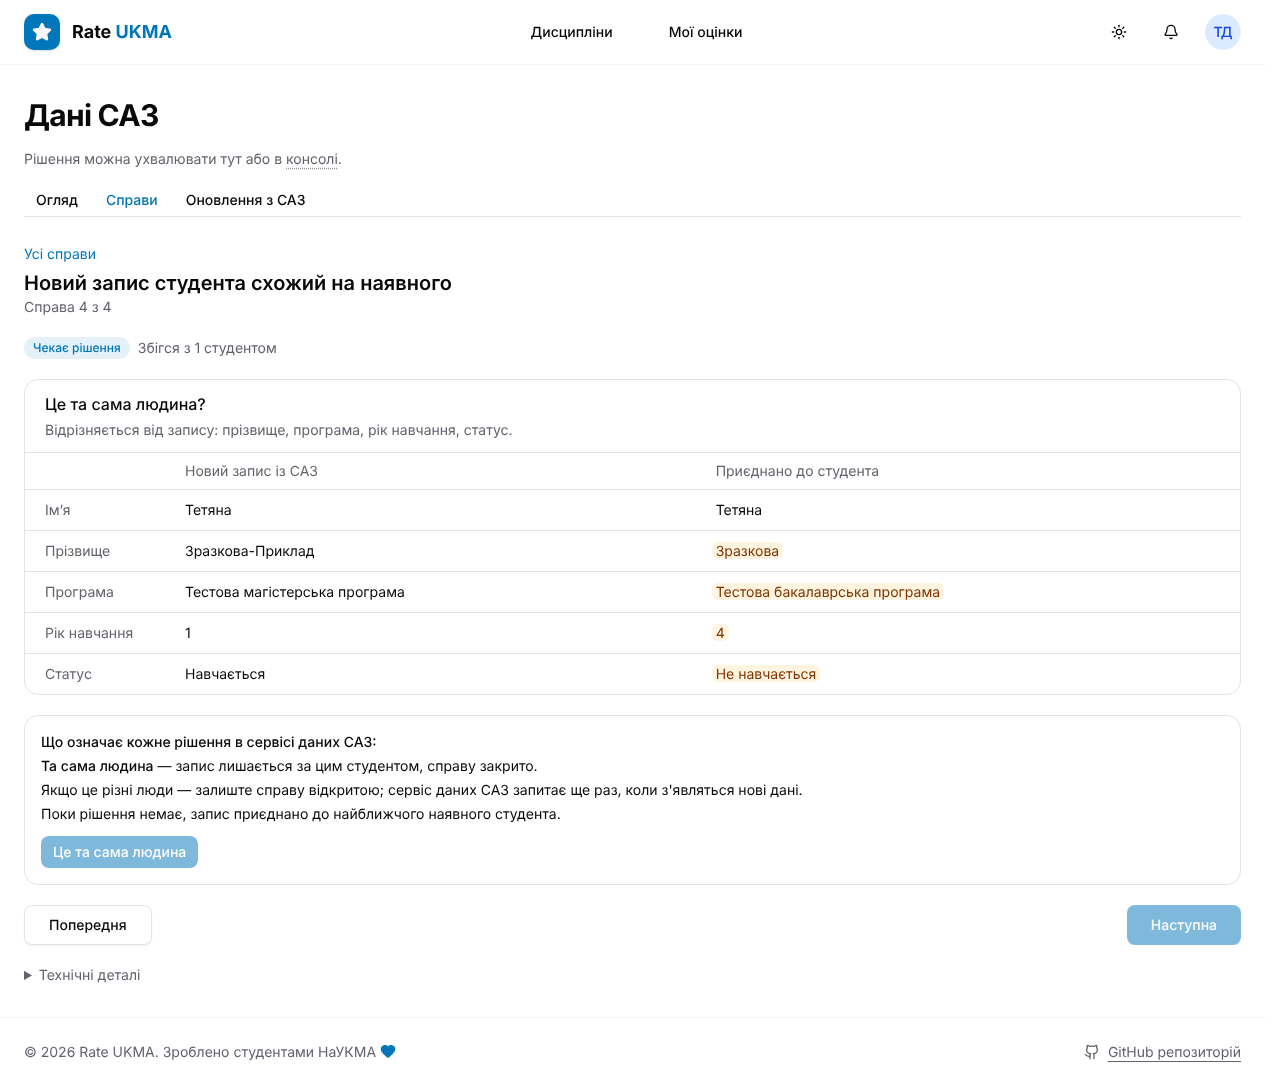 Rate UKMA
Дисципліни
Мої оцінки
ТД
Дані САЗ
Рішення можна ухвалювати тут або в консолі.
Огляд
Справи
Оновлення з САЗ
Усі справи
Новий запис студента схожий на наявного
Справа 4 з 4
Чекає рішення
Збігся з 1 студентом
Це та сама людина?
Відрізняється від запису: прізвище, програма, рік навчання, статус.
Новий запис із САЗ
Приєднано до студента
Ім’я
Тетяна
Тетяна
Прізвище
Зразкова-Приклад
Зразкова
Програма
Тестова магістерська програма
Тестова бакалаврська програма
Рік навчання
1
4
Статус
Навчається
Не навчається
Що означає кожне рішення в сервісі даних САЗ:
Та сама людина — запис лишається за цим студентом, справу закрито.
Якщо це різні люди — залиште справу відкритою; сервіс даних САЗ запитає ще раз, коли з'являться нові дані.
Поки рішення немає, запис приєднано до найближчого наявного студента.
Це та сама людина
Попередня
Наступна
Технічні деталі
© 2026 Rate UKMA. Зроблено студентами НаУКМА
GitHub репозиторій